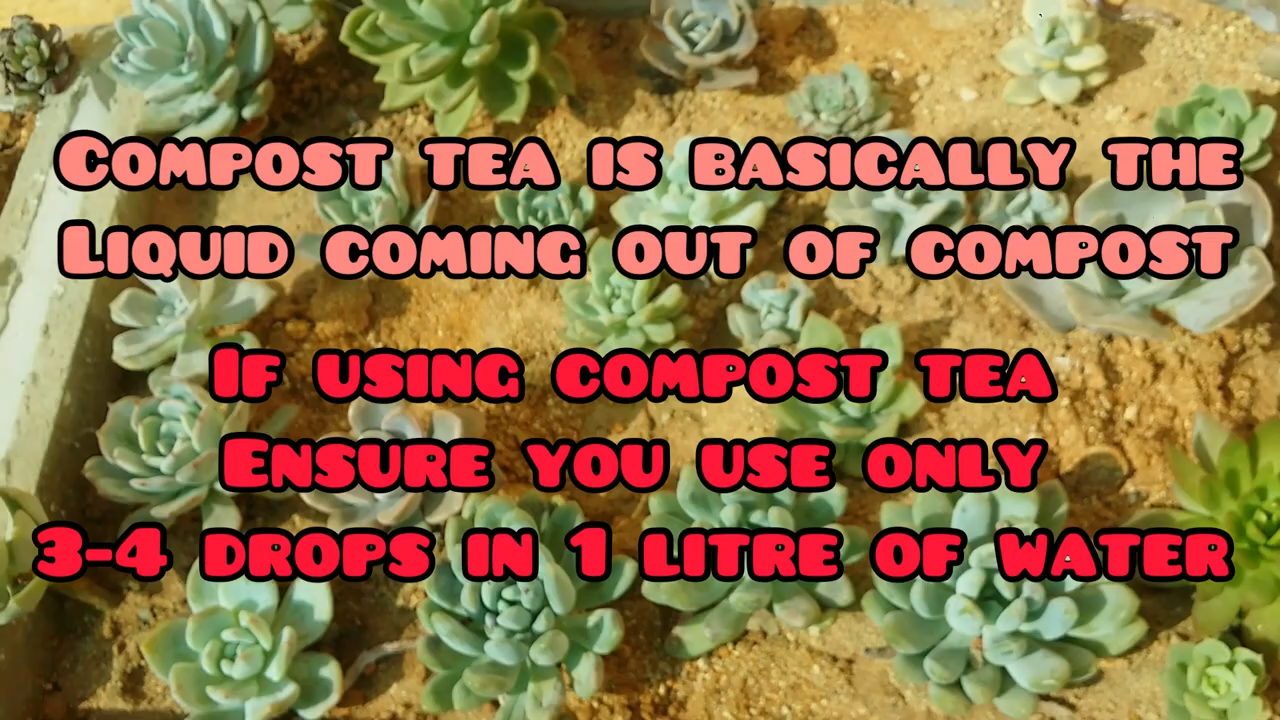 Compost tea is basically the
Liquid coming out of compost
If using compost tea
Ensure you use only
3-4 drops in 1 litre of water